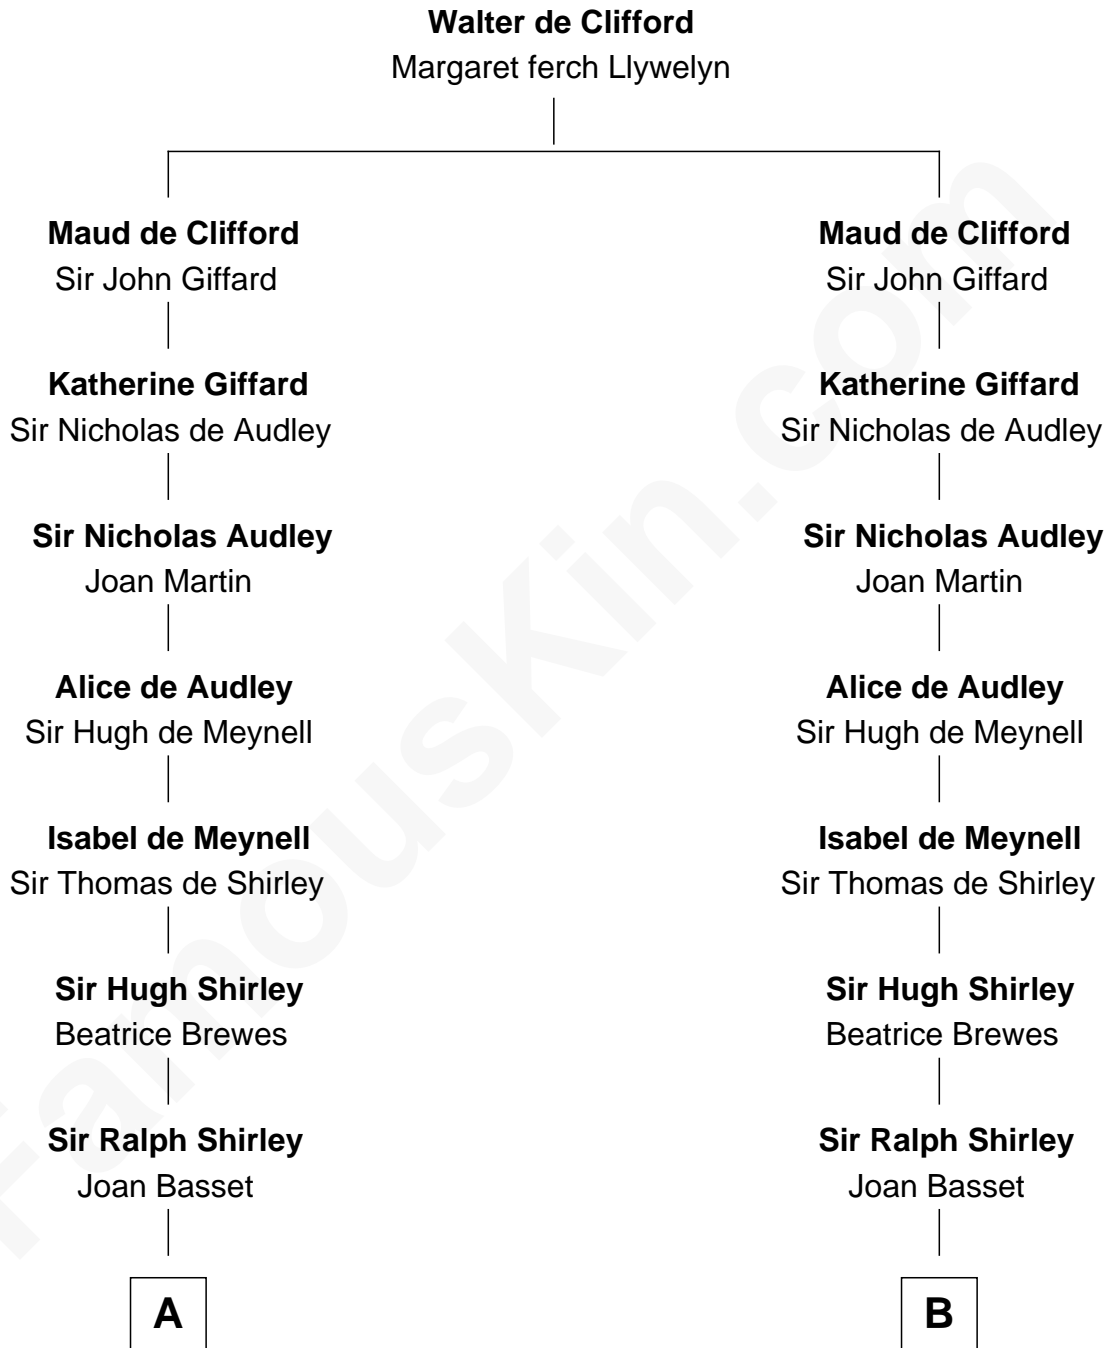 Walter de Clifford
Margaret ferch Llywelyn
Maud de Clifford
Sir John Giffard
Maud de Clifford
Sir John Giffard
Katherine Giffard
Sir Nicholas de Audley
Katherine Giffard
Sir Nicholas de Audley
Sir Nicholas Audley
Joan Martin
Sir Nicholas Audley
Joan Martin
Alice de Audley
Sir Hugh de Meynell
Alice de Audley
Sir Hugh de Meynell
Isabel de Meynell
Sir Thomas de Shirley
Isabel de Meynell
Sir Thomas de Shirley
Sir Hugh Shirley
Beatrice Brewes
Sir Hugh Shirley
Beatrice Brewes
Sir Ralph Shirley
Joan Basset
Sir Ralph Shirley
Joan Basset
A
B
FamousKin.com